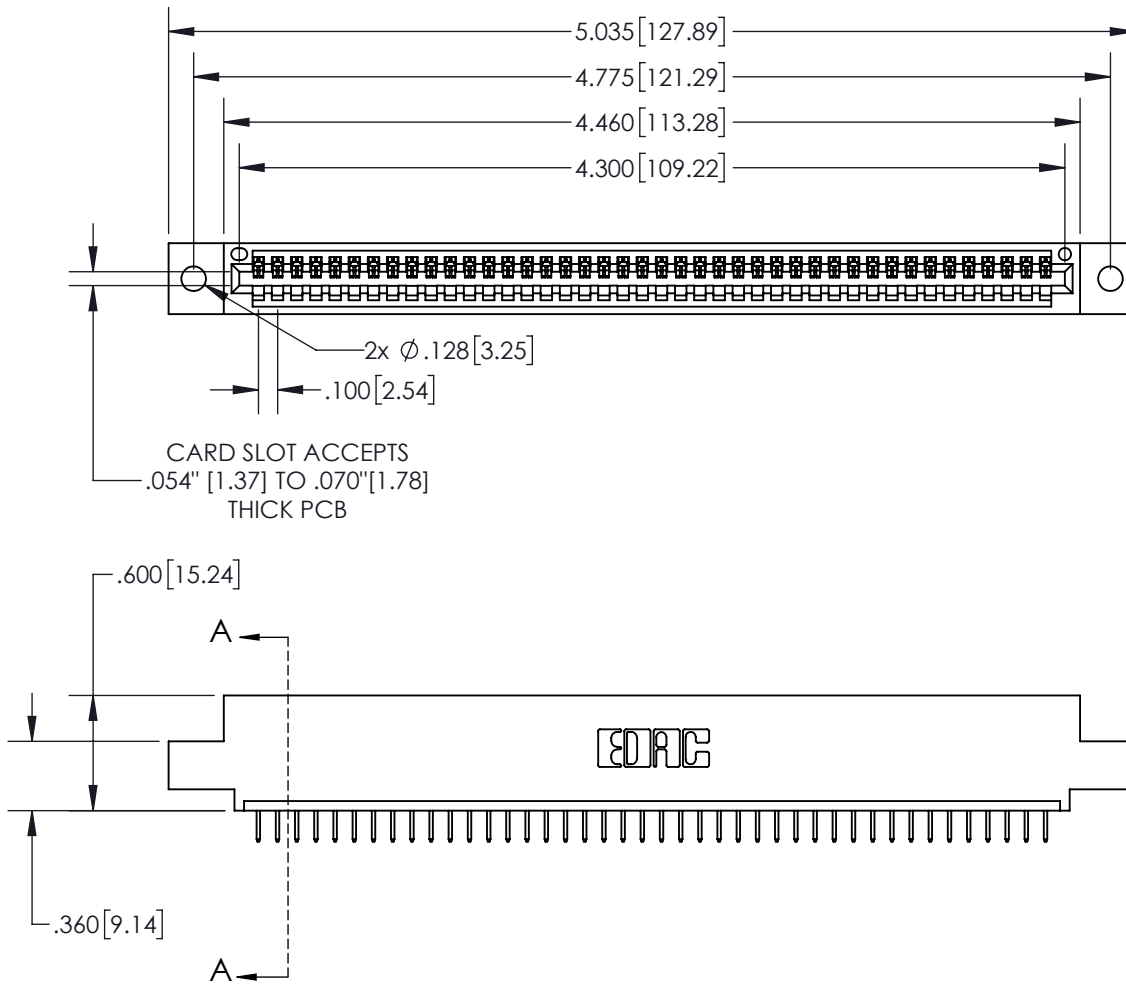 5.035[127.89]
4.775[121.29]
4.460[113.28]
4.300[109.22]
2x ∅.128[3.25]
.100[2.54]
CARD SLOT ACCEPTS
.054" [1.37] TO .070"[1.78]
THICK PCB
.600[15.24]
A
EDAC
.360[9.14]
A